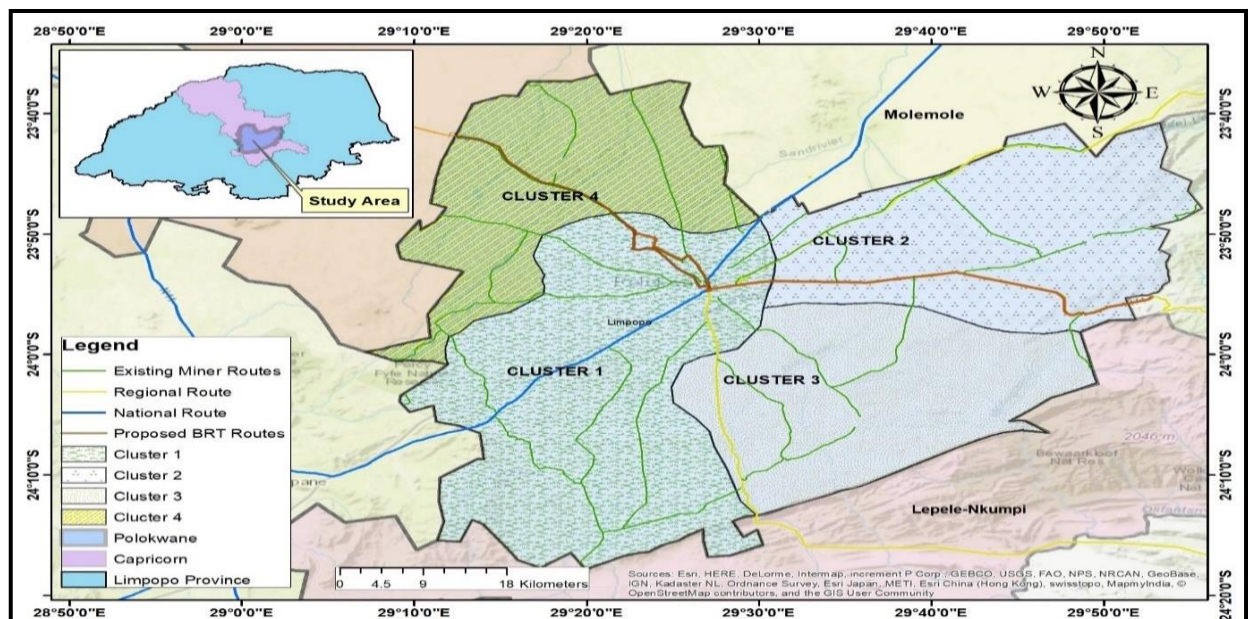 28°50'0"E 29°0'0"E 29°10'0"E 29°20'0"E 29°30'0"E 29°40'0"E 29°50'0"E
N
W E
S
23°40'0"S 23°40'0"S
Molemole
Sandrivier
Study Area
CLUSTER 4
CLUSTER 2
23°50'0"S 23°50'0"S
Limpopo
24°0'0"S 24°0'0"S
CLUSTER 1
CLUSTER 3
Legend
Existing Miner Routes
Regional Route
National Route
Proposed BRT Routes
Cluster 1
Cluster 2
Cluster 3
Clucter 4
Polokwane
Capricorn
Limpopo Province
Fyfe Nat
2046 m
Bewaarkloof
Nat Res
24°10'0"S 24°10'0"S
pane
Lepele-Nkumpi
0 4.5 9 18 Kilometers
Sources: Esri, HERE, DeLorme, Intermap, increment P Corp., GEBCO, USGS, FAO, NPS, NRCAN, GeoBase,
IGN, Kadaster NL, Ordnance Survey, Esri Japan, METI, Esri China (Hong Kong), swisstopo, MapmyIndia, ©
OpenStreetMap contributors, and the GIS User Community
24°20'0"S
28°50'0"E 29°0'0"E 29°10'0"E 29°20'0"E 29°30'0"E 29°40'0"E 29°50'0"E